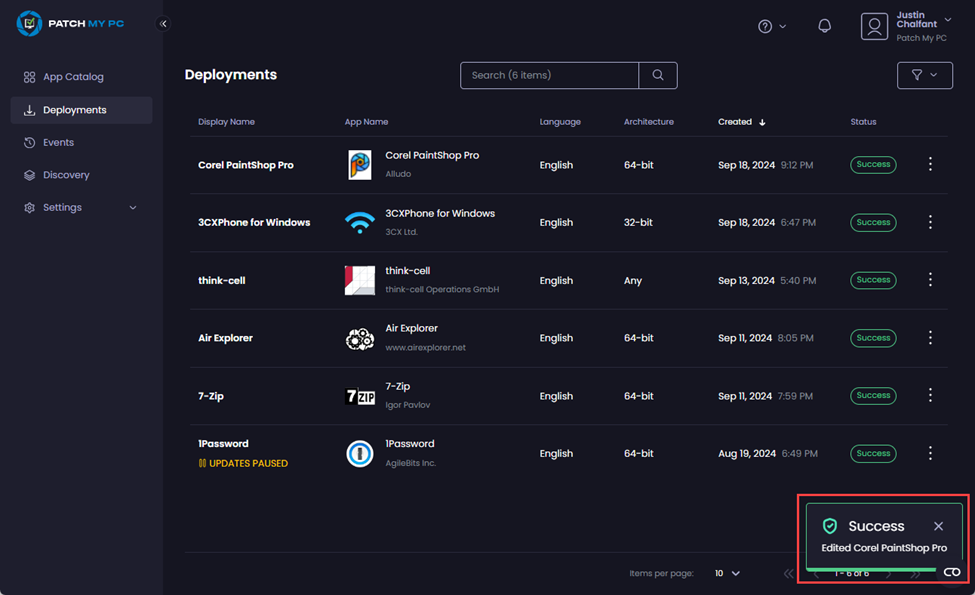 PATCH MY PC
Justin
Chalfant
Patch My PC
App Catalog
Deployments
Events
Discovery
Settings
Deployments
Search (6 items)
Display Name App Name Language Architecture Created Status
Corel PaintShop Pro Corel PaintShop Pro Alludo English 64-bit Sep 18, 2024 9:12 PM Success
3CXPhone for Windows 3CXPhone for Windows 3CX Ltd. English 32-bit Sep 18, 2024 6:47 PM Success
think-cell think-cell think-cell Operations GmbH English Any Sep 13, 2024 5:40 PM Success
Air Explorer Air Explorer www.airexplorer.net English 64-bit Sep 11, 2024 8:05 PM Success
7-Zip 7ZIP 7-Zip Igor Pavlov English 64-bit Sep 11, 2024 7:59 PM Success
1Password 1Password English 64-bit Aug 19, 2024 6:49 PM Success
UPDATES PAUSED AgileBits Inc.
Success
Edited Corel PaintShop Pro
Items per page: 10 1 - 6 of 6